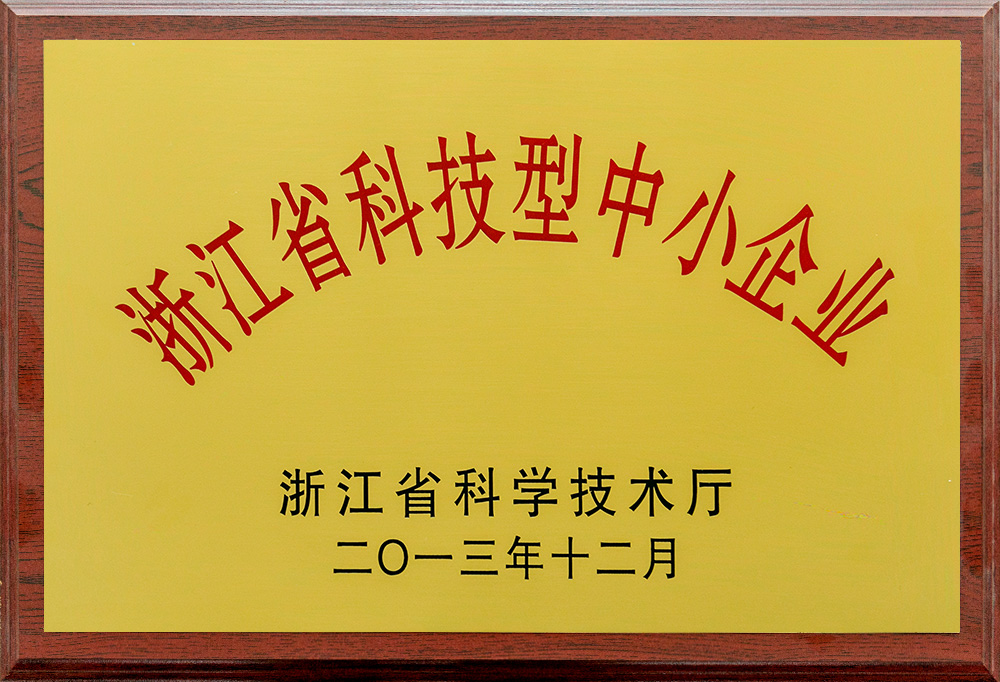 浙江省科技型中小企业
浙江省科学技术厅
二〇一三年十二月